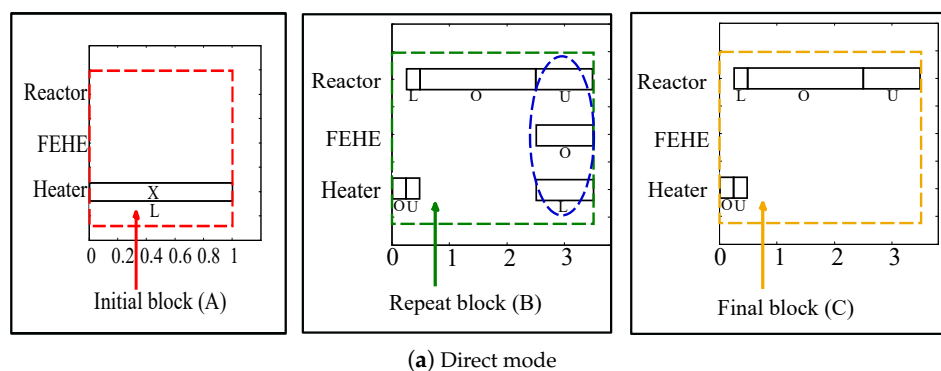 Reactor
FEHE
Heater
X
L
0 0.2 0.4 0.6 0.8 1
Initial block (A)
Reactor
L O U
FEHE
O
Heater
O U L
0 1 2 3
Repeat block (B)
Reactor
L O U
FEHE
Heater
O U
0 1 2 3
Final block (C)
(a) Direct mode